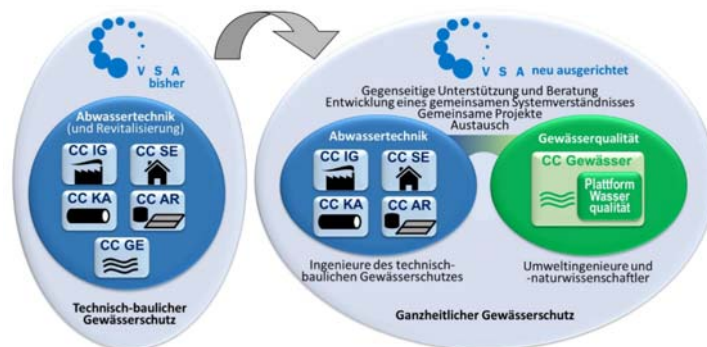 VSA
bisher
Abwassertechnik
(und Revitalisierung)
CC IG
CC SE
CC KA
CC AR
CC GE
Technisch-baulicher
Gewässerschutz
VSA neu ausgerichtet
Gegenseitige Unterstützung und Beratung
Entwicklung eines gemeinsamen Systemverständnisses
Gemeinsame Projekte
Austausch
Abwassertechnik
CC IG
CC SE
CC KA
CC AR
Ingenieure des technisch-
baulichen Gewässerschutzes
Gewässerqualität
CC Gewässer
Plattform
Wasser
qualität
Umweltingenieure und
-naturwissenschaftler
Ganzheitlicher Gewässerschutz